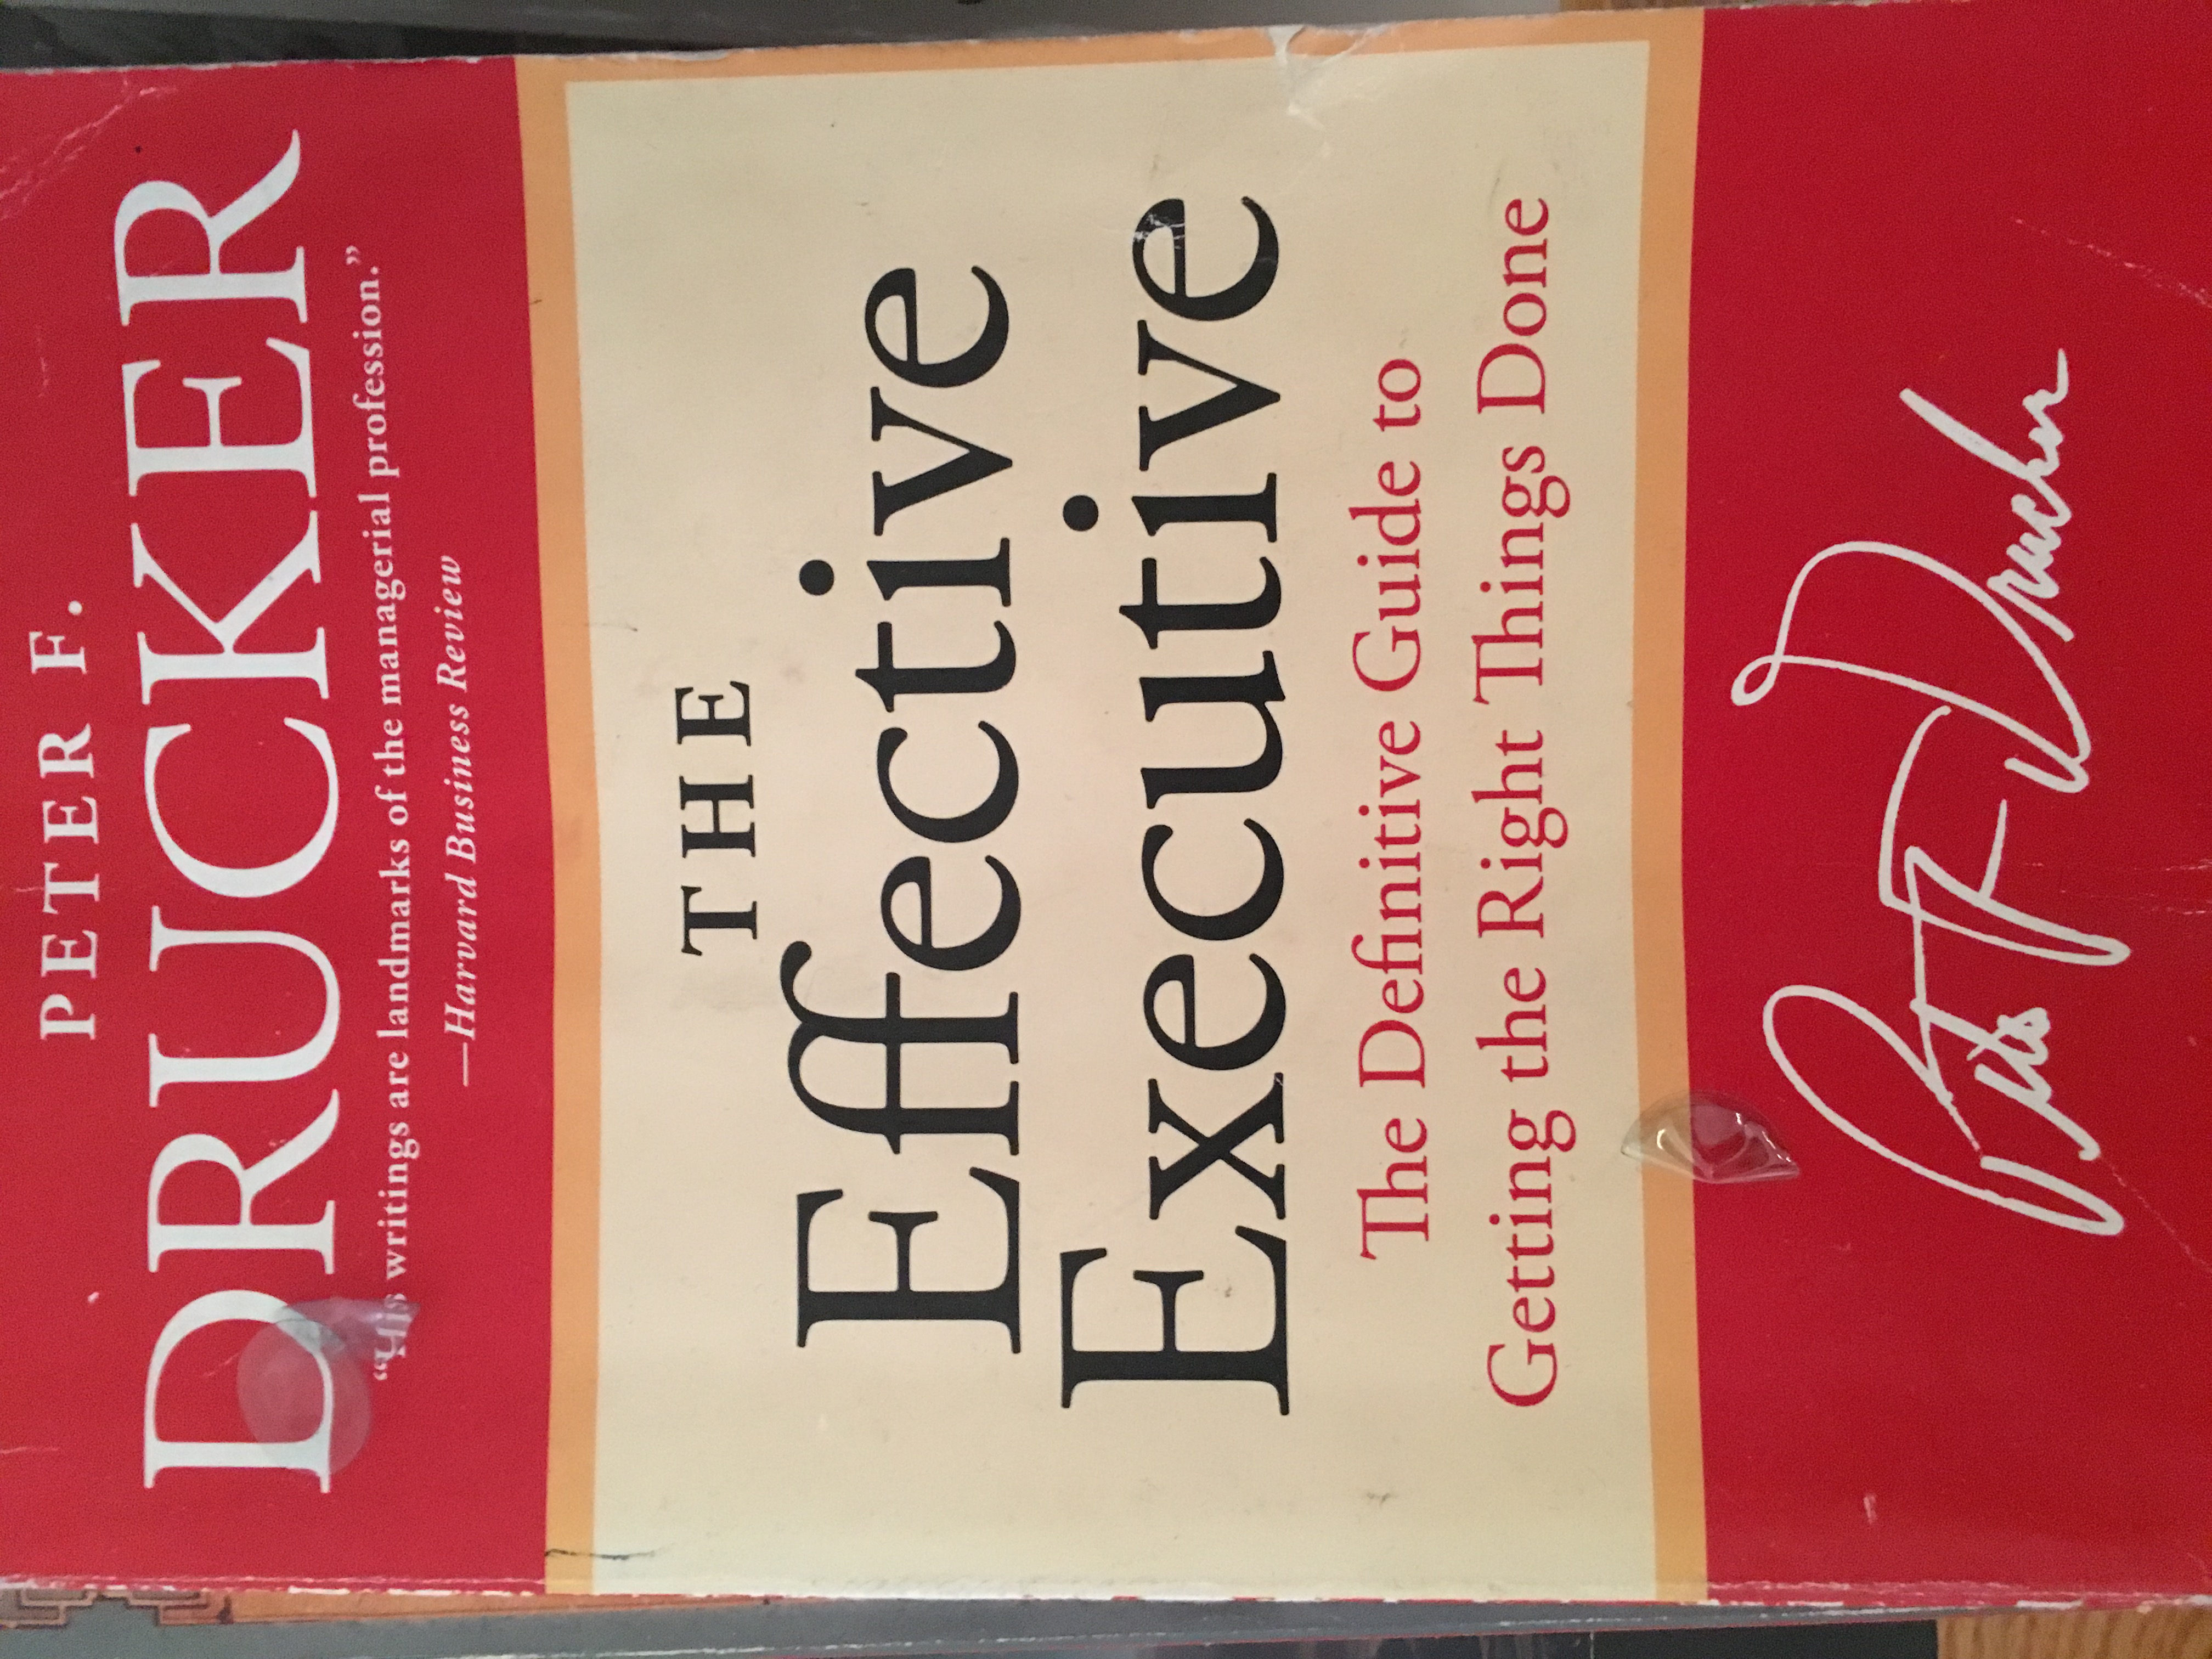 PETER F.
DRUCKER
“His writings are landmarks of the managerial profession.”
—Harvard Business Review
THE
Effective
Executive
The Definitive Guide to
Getting the Right Things Done
Peter F Drucker